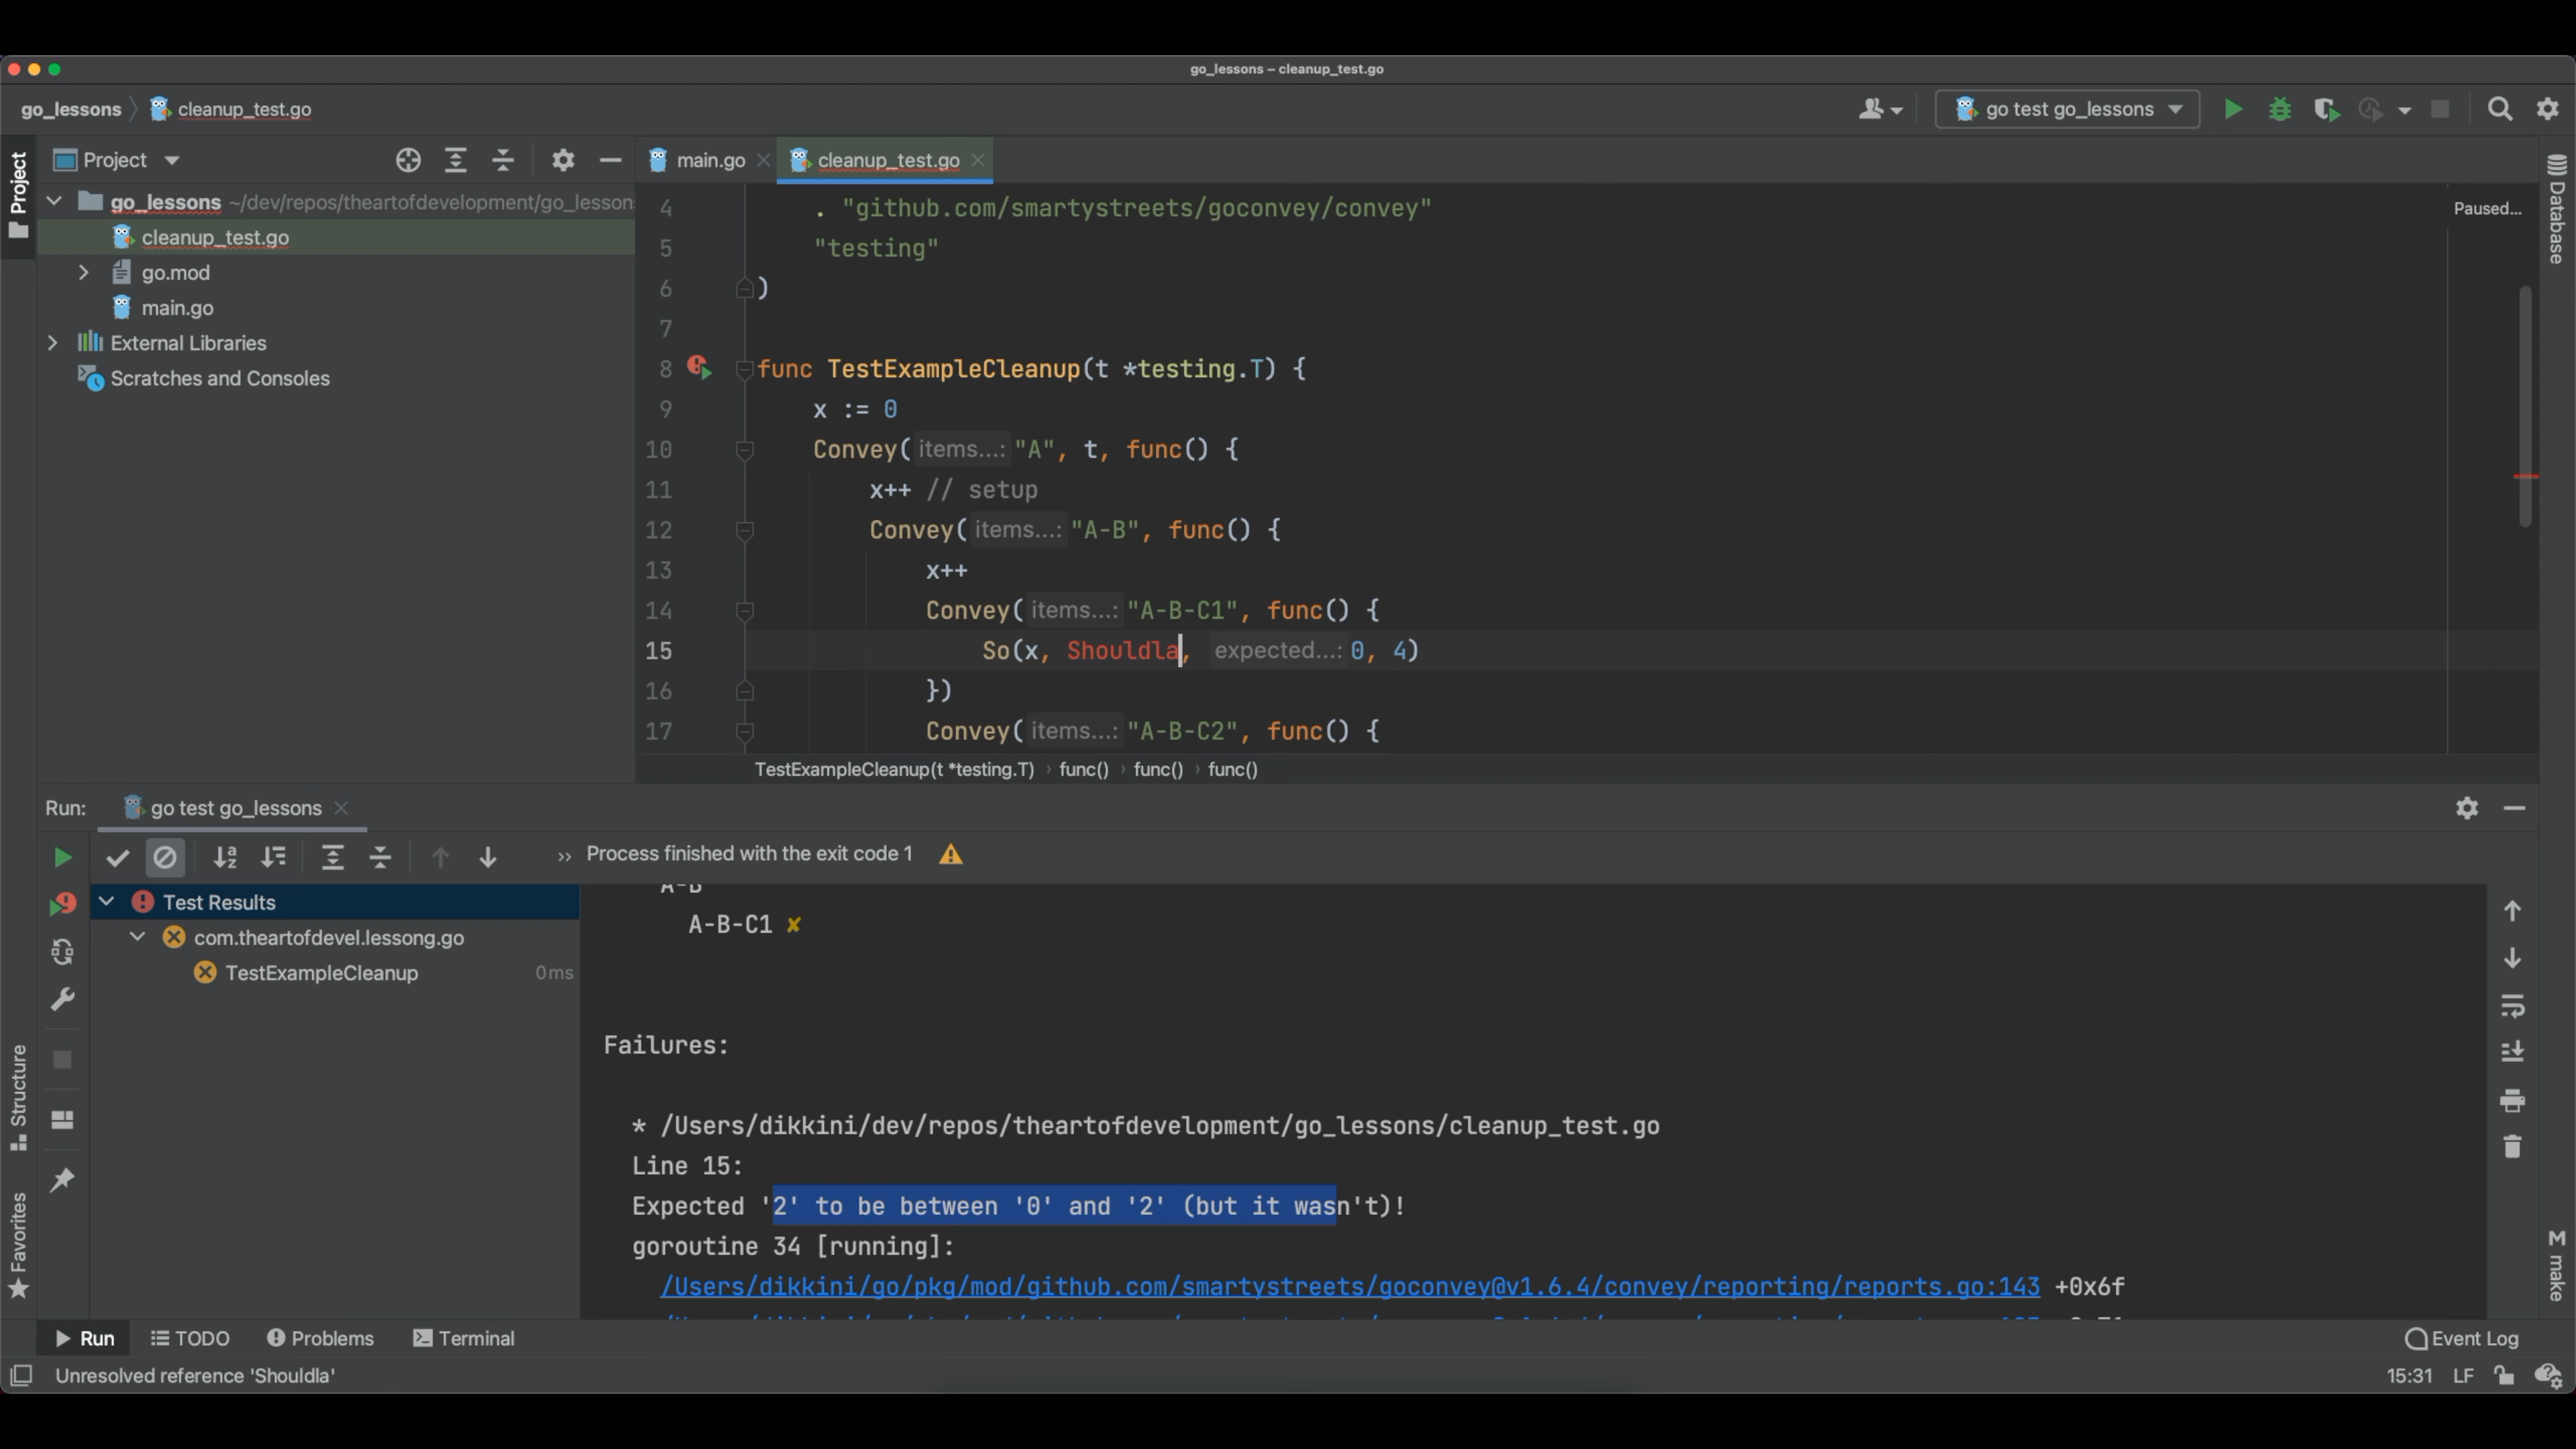 go_lessons – cleanup_test.go
go_lessons
cleanup_test.go
go test go_lessons
Project
Project
go_lessons ~/dev/repos/theartofdevelopment/go_lesson
cleanup_test.go
go.mod
main.go
External Libraries
Scratches and Consoles
main.go
cleanup_test.go
Paused...
Database
4 . "github.com/smartystreets/goconvey/convey"
5 "testing"
6 )
7
8 func TestExampleCleanup(t *testing.T) {
9 x := 0
10 Convey( items...: "A", t, func() {
11 x++ // setup
12 Convey( items...: "A-B", func() {
13 x++
14 Convey( items...: "A-B-C1", func() {
15 So(x, Shouldla, expected...: 0, 4)
16 })
17 Convey( items...: "A-B-C2", func() {
TestExampleCleanup(t *testing.T) › func() › func() › func()
Run: go test go_lessons
» Process finished with the exit code 1
Test Results
com.theartofdevel.lessong.go
TestExampleCleanup 0 ms
A-B
A-B-C1 ✘
Failures:
* /Users/dikkini/dev/repos/theartofdevelopment/go_lessons/cleanup_test.go
Line 15:
Expected '2' to be between '0' and '2' (but it wasn't)!
goroutine 34 [running]:
/Users/dikkini/go/pkg/mod/github.com/smartystreets/goconvey@v1.6.4/convey/reporting/reports.go:143 +0x6f
Structure
Favorites
M make
Run
TODO
Problems
Terminal
Event Log
Unresolved reference 'Shouldla'
15:31 LF